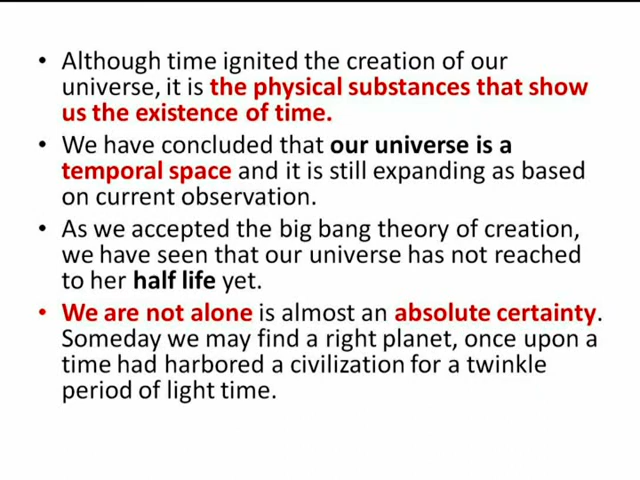 • Although time ignited the creation of our
universe, it is the physical substances that show
us the existence of time.
• We have concluded that our universe is a
temporal space and it is still expanding as based
on current observation.
• As we accepted the big bang theory of creation,
we have seen that our universe has not reached
to her half life yet.
• We are not alone is almost an absolute certainty.
Someday we may find a right planet, once upon a
time had harbored a civilization for a twinkle
period of light time.